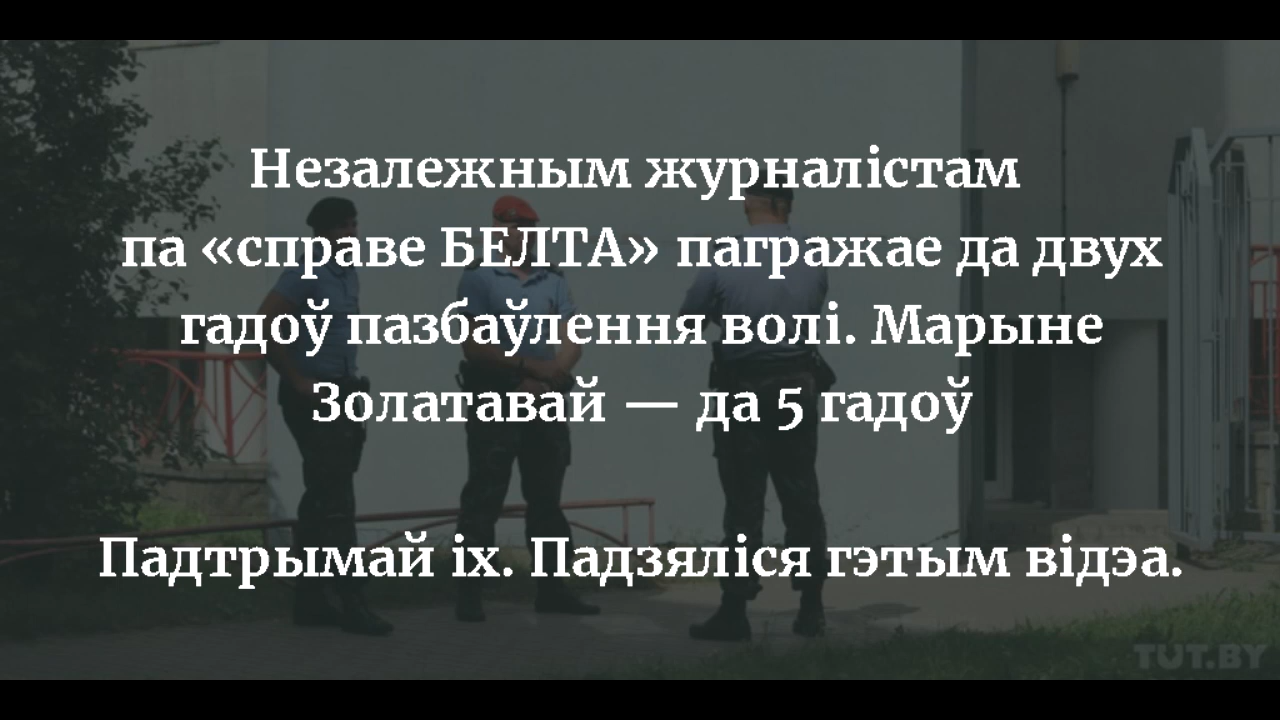 Незалежным журналістам
па «справе БЕЛТА» пагражае да двух
гадоў пазбаўлення волі. Марыне
Золатавай — да 5 гадоў
Падтрымай іх. Падзяліся гэтым відэа.
TUT.BY